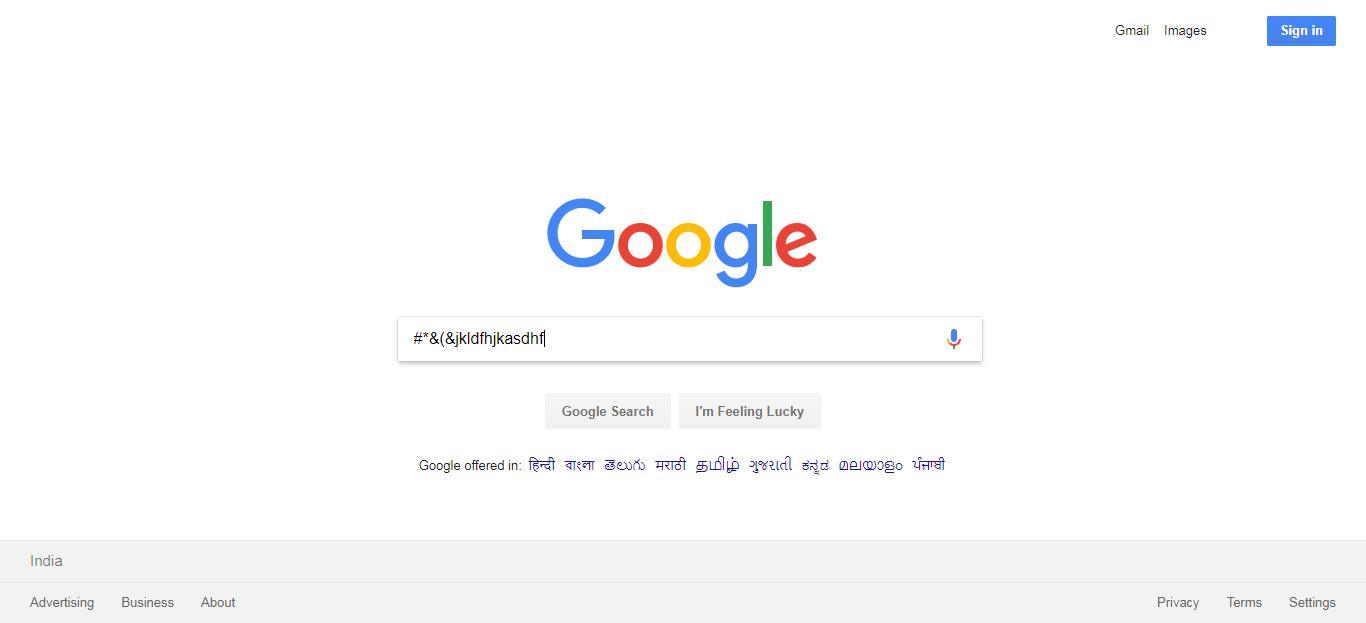 Gmail Images Sign in
Google
#*&(&jkldfhjkasdhf
Google Search I'm Feeling Lucky
Google offered in: हिन्दी বাংলা తెలుగు मराठी தமிழ் ગુજરાતી ಕನ್ನಡ മലയാളം ਪੰਜਾਬੀ
India
Advertising Business About Privacy Terms Settings